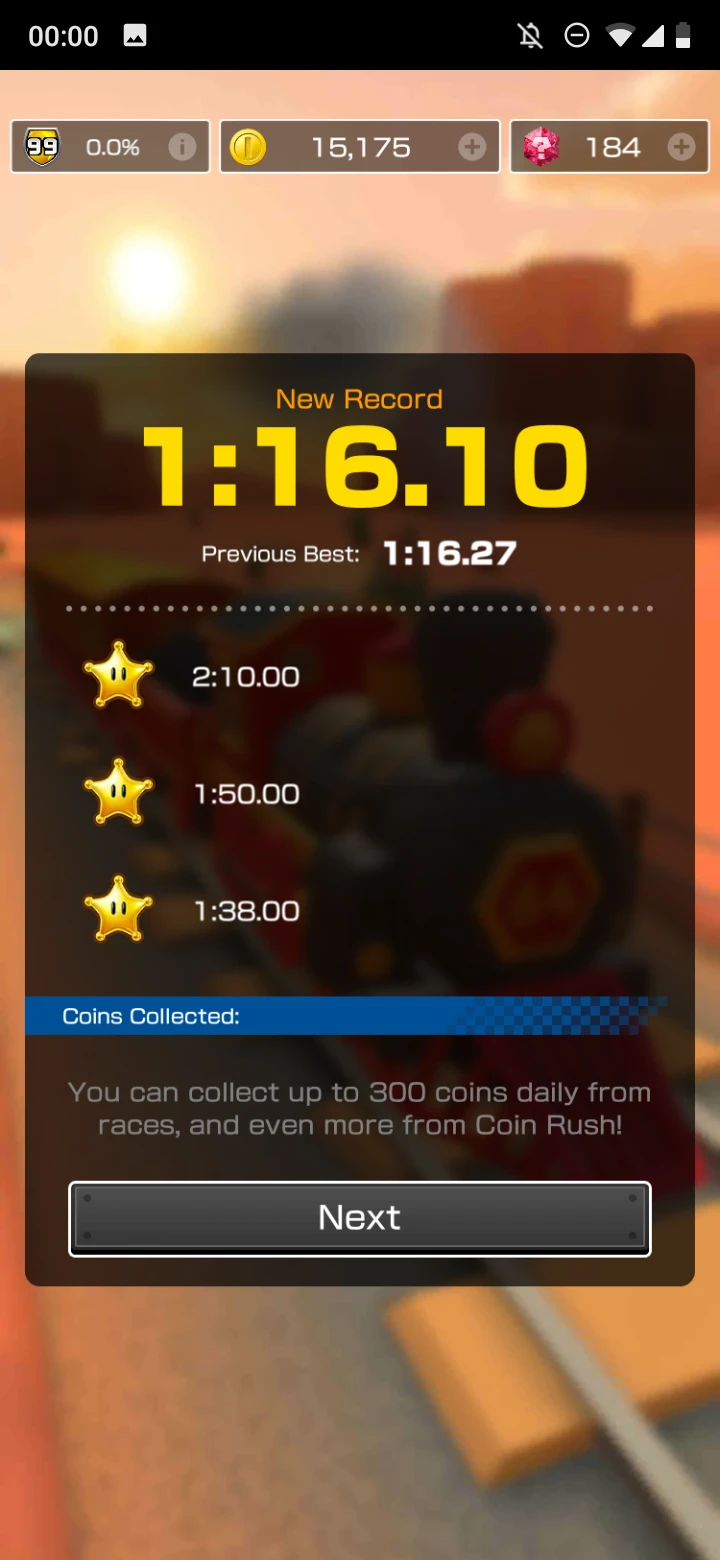 00:00
99 0.0% i 15,175 + 184 +
New Record
1:16.10
Previous Best: 1:16.27
2:10.00
1:50.00
1:38.00
Coins Collected:
You can collect up to 300 coins daily from
races, and even more from Coin Rush!
Next